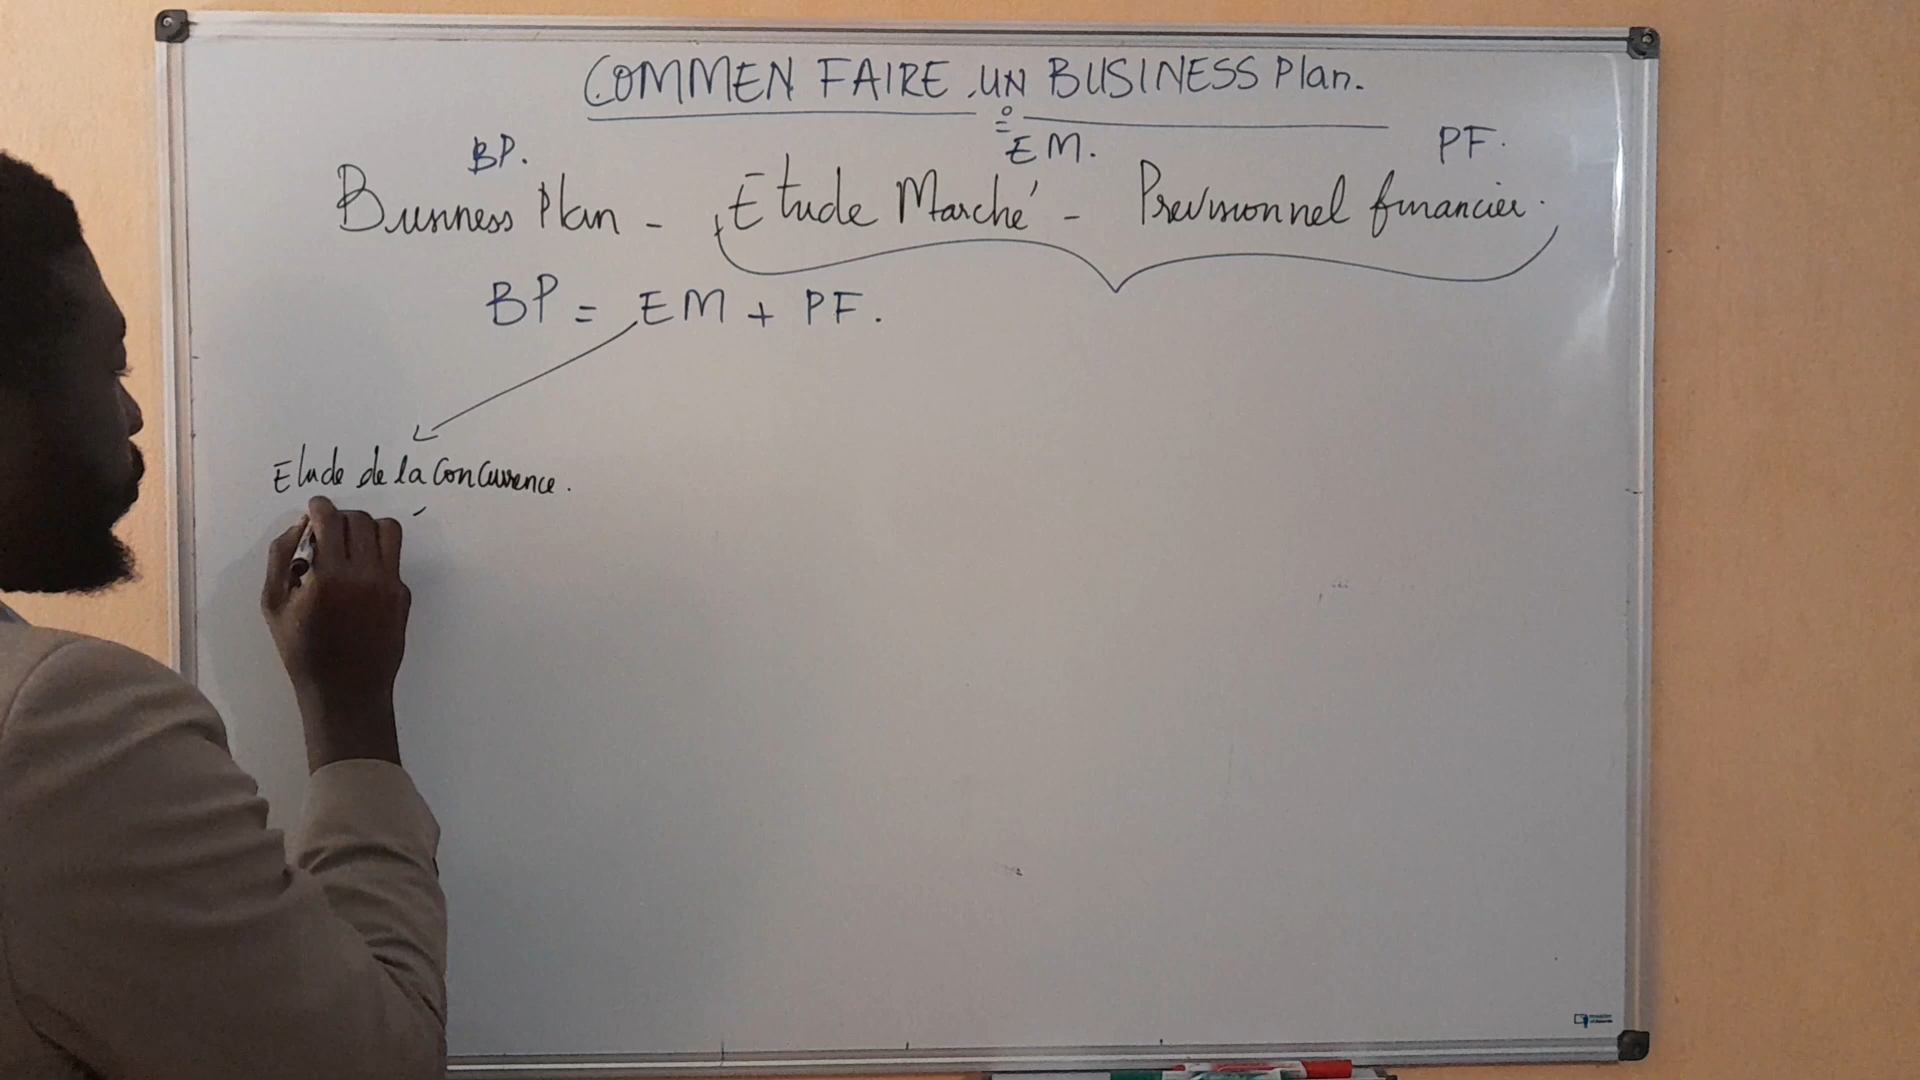 COMMEN FAIRE UN BUSINESS Plan.
BP. EM. PF.
Business Plan - Etude Marché - Previsionnel financier.
BP = EM + PF.
Etude de la Concurrence.